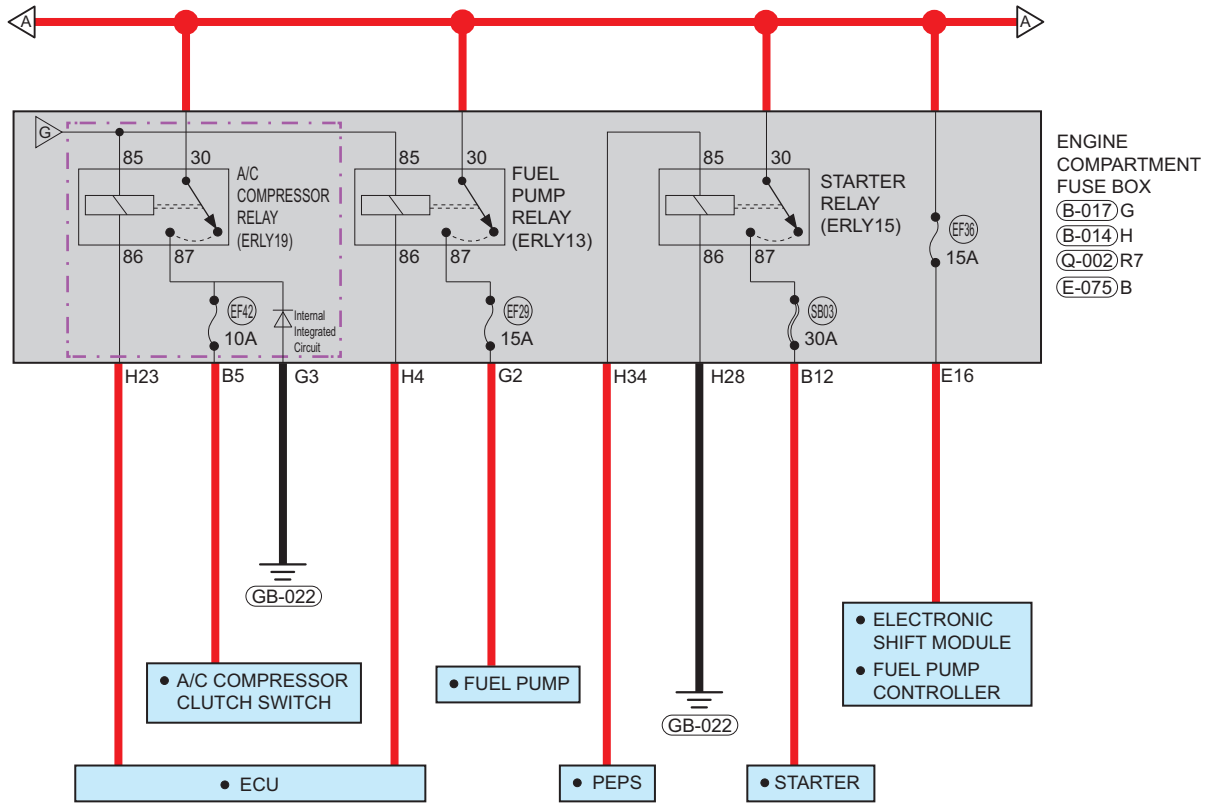 A
A
G
85
30
A/C
COMPRESSOR
RELAY
(ERLY19)
86
87
EF42
10A
Internal
Integrated
Circuit
85
30
FUEL
PUMP
RELAY
(ERLY13)
86
87
EF29
15A
85
30
STARTER
RELAY
(ERLY15)
86
87
SB03
30A
EF36
15A
ENGINE
COMPARTMENT
FUSE BOX
B-017 G
B-014 H
Q-002 R7
E-075 B
H23
B5
G3
H4
G2
H34
H28
B12
E16
GB-022
GB-022
• A/C COMPRESSOR
CLUTCH SWITCH
• FUEL PUMP
• ELECTRONIC
SHIFT MODULE
• FUEL PUMP
CONTROLLER
• ECU
• PEPS
• STARTER